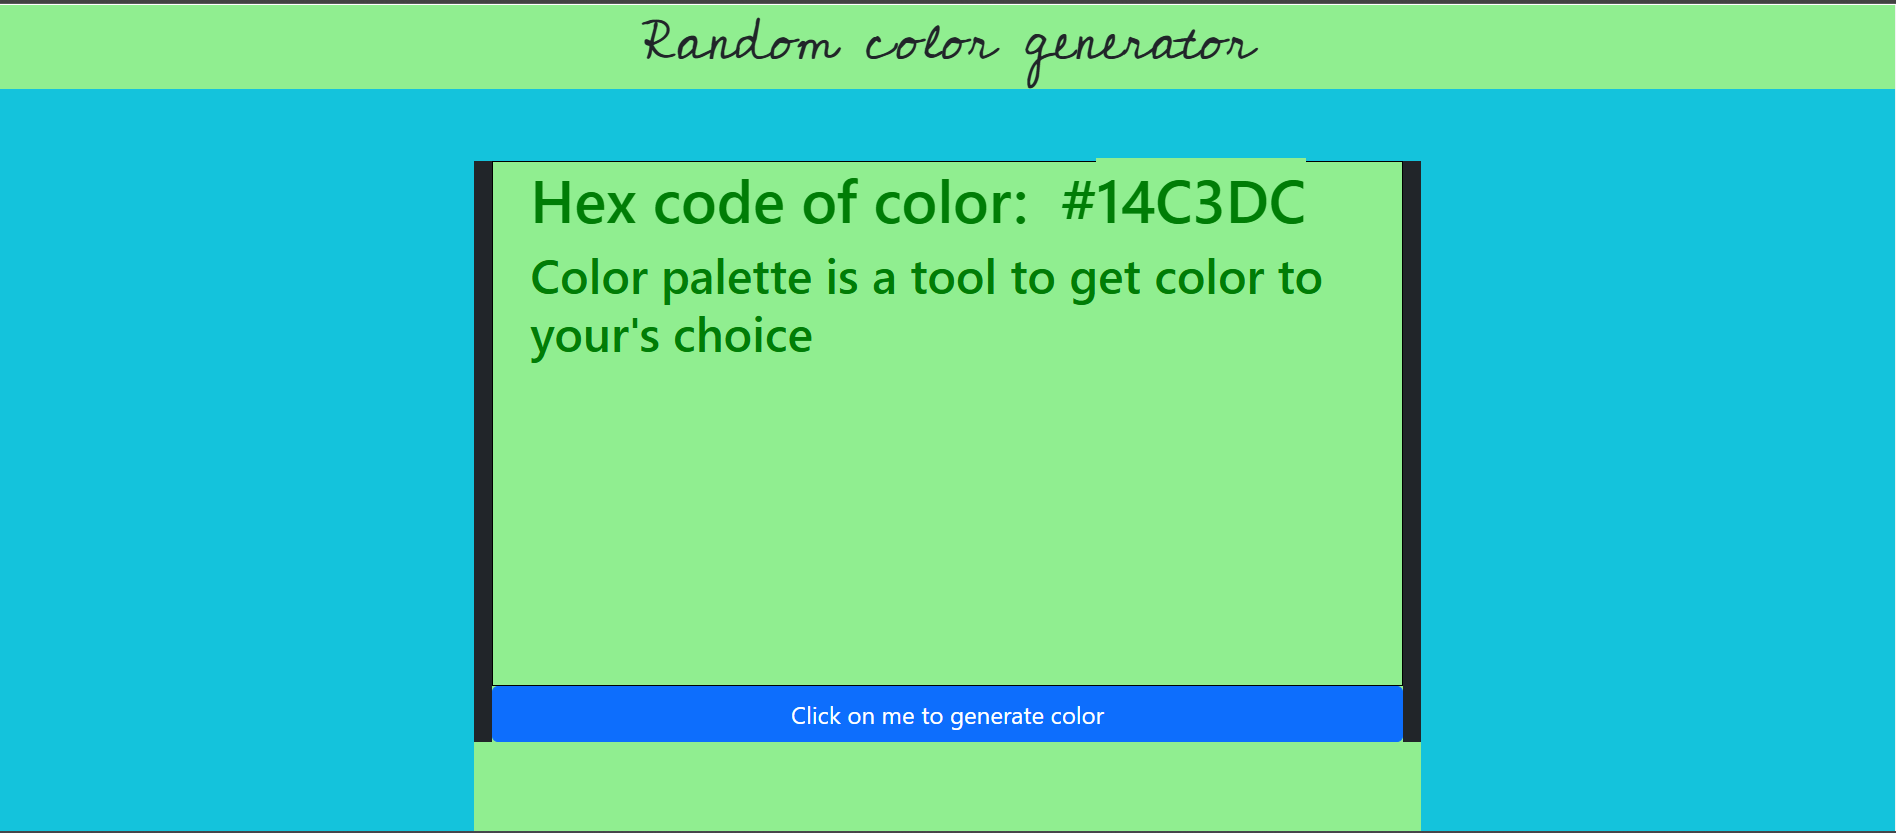 Random color generator
Hex code of color: #14C3DC
Color palette is a tool to get color to
your's choice
Click on me to generate color